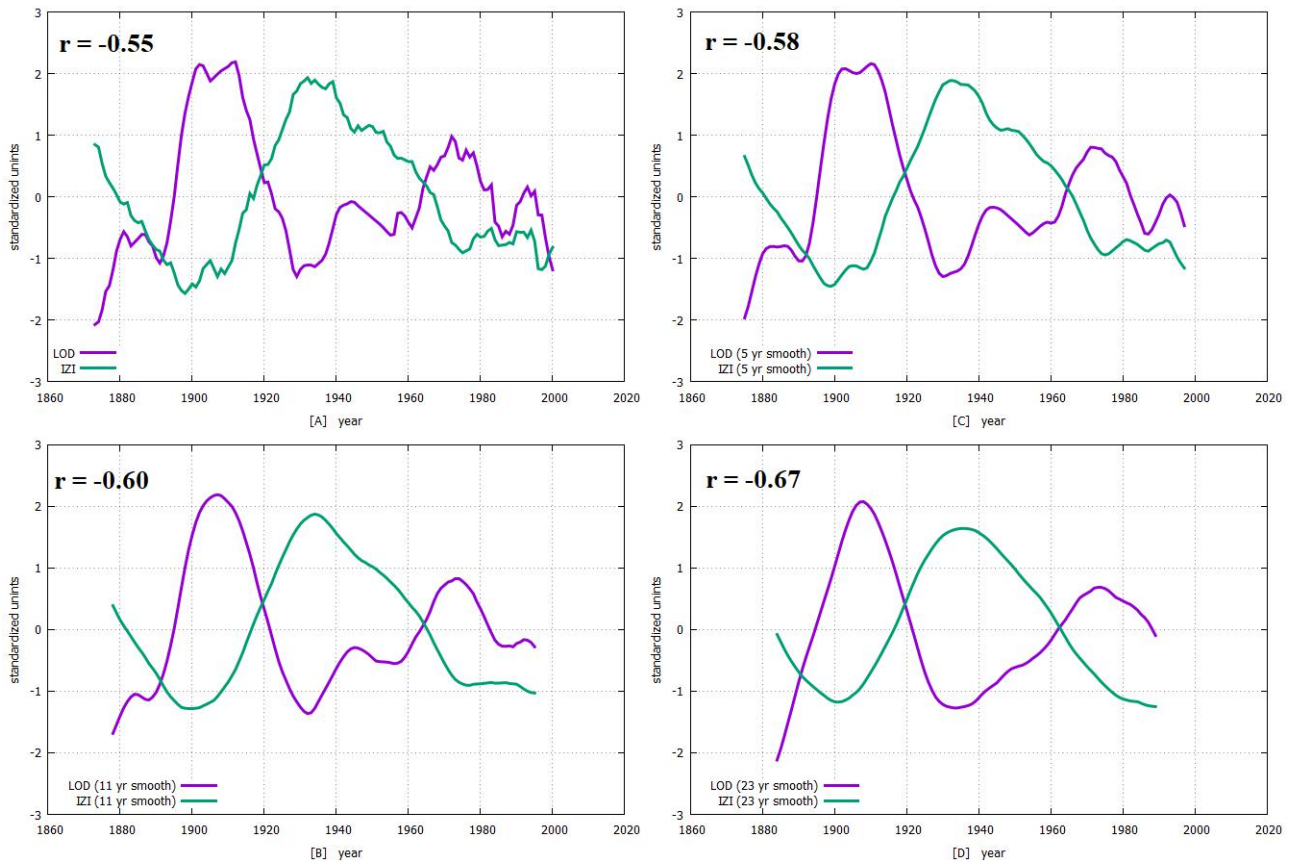 r = -0.55
3
2
1
0
-1
-2
-3
standardized unints
LOD
IZI
1860 1880 1900 1920 1940 1960 1980 2000 2020
[A] year
r = -0.58
3
2
1
0
-1
-2
-3
standardized unints
LOD (5 yr smooth)
IZI (5 yr smooth)
1860 1880 1900 1920 1940 1960 1980 2000 2020
[C] year
r = -0.60
3
2
1
0
-1
-2
-3
standardized unints
LOD (11 yr smooth)
IZI (11 yr smooth)
1860 1880 1900 1920 1940 1960 1980 2000 2020
[B] year
r = -0.67
3
2
1
0
-1
-2
-3
standardized unints
LOD (23 yr smooth)
IZI (23 yr smooth)
1860 1880 1900 1920 1940 1960 1980 2000 2020
[D] year